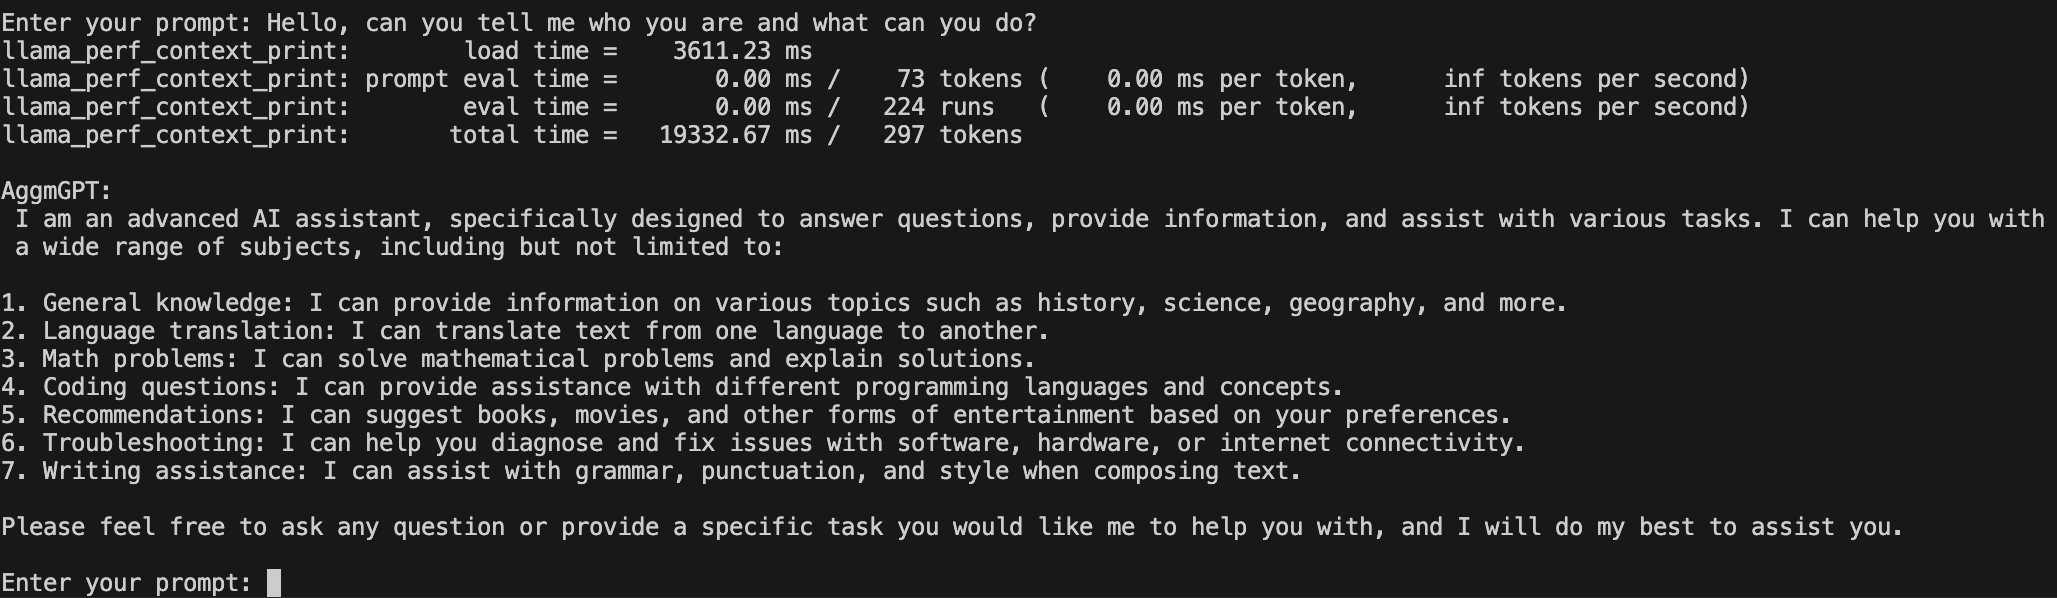 Enter your prompt: Hello, can you tell me who you are and what can you do?
llama_perf_context_print:        load time =    3611.23 ms
llama_perf_context_print: prompt eval time =       0.00 ms /    73 tokens (    0.00 ms per token,      inf tokens per second)
llama_perf_context_print:        eval time =       0.00 ms /   224 runs   (    0.00 ms per token,      inf tokens per second)
llama_perf_context_print:       total time =   19332.67 ms /   297 tokens

AggmGPT:
 I am an advanced AI assistant, specifically designed to answer questions, provide information, and assist with various tasks. I can help you with
 a wide range of subjects, including but not limited to:

1. General knowledge: I can provide information on various topics such as history, science, geography, and more.
2. Language translation: I can translate text from one language to another.
3. Math problems: I can solve mathematical problems and explain solutions.
4. Coding questions: I can provide assistance with different programming languages and concepts.
5. Recommendations: I can suggest books, movies, and other forms of entertainment based on your preferences.
6. Troubleshooting: I can help you diagnose and fix issues with software, hardware, or internet connectivity.
7. Writing assistance: I can assist with grammar, punctuation, and style when composing text.

Please feel free to ask any question or provide a specific task you would like me to help you with, and I will do my best to assist you.

Enter your prompt: